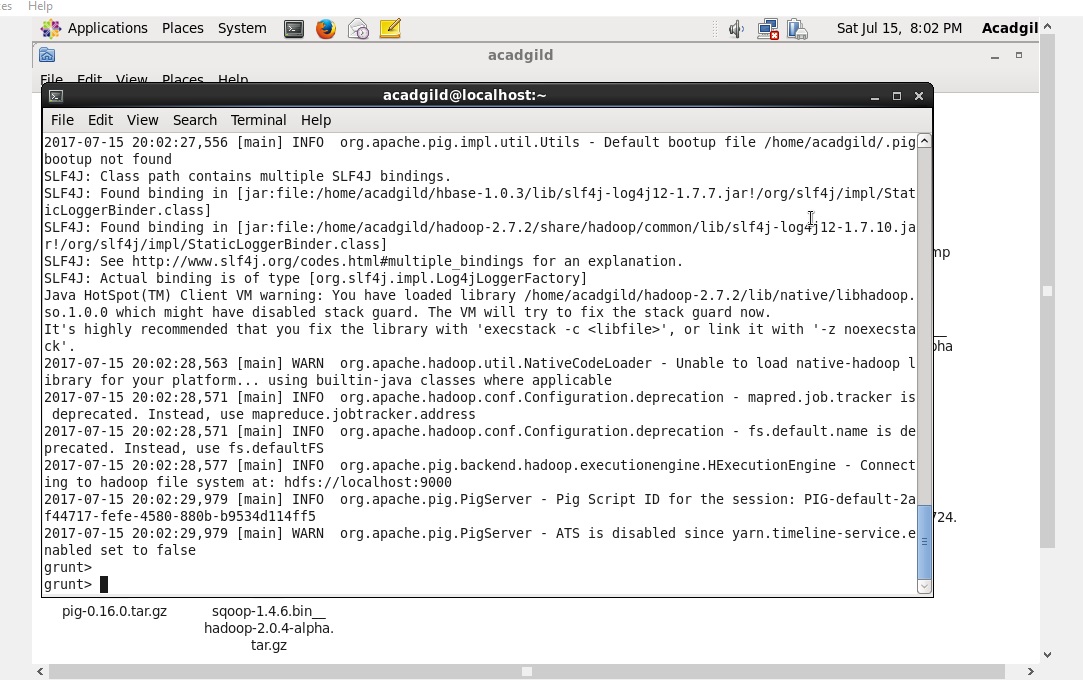 es Help
Applications Places System Sat Jul 15, 8:02 PM Acadgil
acadgild
File Edit View Places Help
acadgild@localhost:~
File Edit View Search Terminal Help
2017-07-15 20:02:27,556 [main] INFO  org.apache.pig.impl.util.Utils - Default bootup file /home/acadgild/.pig
bootup not found
SLF4J: Class path contains multiple SLF4J bindings.
SLF4J: Found binding in [jar:file:/home/acadgild/hbase-1.0.3/lib/slf4j-log4j12-1.7.7.jar!/org/slf4j/impl/Stat
icLoggerBinder.class]
SLF4J: Found binding in [jar:file:/home/acadgild/hadoop-2.7.2/share/hadoop/common/lib/slf4j-log4j12-1.7.10.ja
r!/org/slf4j/impl/StaticLoggerBinder.class]
SLF4J: See http://www.slf4j.org/codes.html#multiple_bindings for an explanation.
SLF4J: Actual binding is of type [org.slf4j.impl.Log4jLoggerFactory]
Java HotSpot(TM) Client VM warning: You have loaded library /home/acadgild/hadoop-2.7.2/lib/native/libhadoop.
so.1.0.0 which might have disabled stack guard. The VM will try to fix the stack guard now.
It's highly recommended that you fix the library with 'execstack -c <libfile>', or link it with '-z noexecsta
ck'.
2017-07-15 20:02:28,563 [main] WARN  org.apache.hadoop.util.NativeCodeLoader - Unable to load native-hadoop l
ibrary for your platform... using builtin-java classes where applicable
2017-07-15 20:02:28,571 [main] INFO  org.apache.hadoop.conf.Configuration.deprecation - mapred.job.tracker is
 deprecated. Instead, use mapreduce.jobtracker.address
2017-07-15 20:02:28,571 [main] INFO  org.apache.hadoop.conf.Configuration.deprecation - fs.default.name is de
precated. Instead, use fs.defaultFS
2017-07-15 20:02:28,577 [main] INFO  org.apache.pig.backend.hadoop.executionengine.HExecutionEngine - Connect
ing to hadoop file system at: hdfs://localhost:9000
2017-07-15 20:02:29,979 [main] INFO  org.apache.pig.PigServer - Pig Script ID for the session: PIG-default-2a
f44717-fefe-4580-880b-b9534d114ff5
2017-07-15 20:02:29,979 [main] WARN  org.apache.pig.PigServer - ATS is disabled since yarn.timeline-service.e
nabled set to false
grunt>
grunt>
mp
pha
724.
pig-0.16.0.tar.gz
sqoop-1.4.6.bin__
hadoop-2.0.4-alpha.
tar.gz